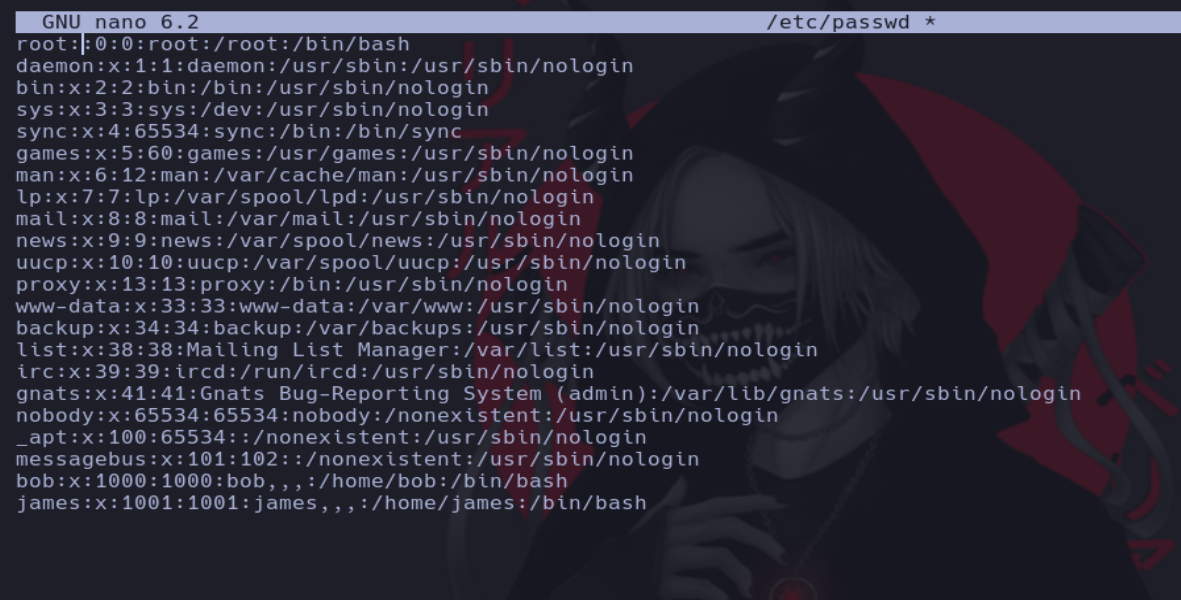 GNU nano 6.2 /etc/passwd *
root::0:0:root:/root:/bin/bash
daemon:x:1:1:daemon:/usr/sbin:/usr/sbin/nologin
bin:x:2:2:bin:/bin:/usr/sbin/nologin
sys:x:3:3:sys:/dev:/usr/sbin/nologin
sync:x:4:65534:sync:/bin:/bin/sync
games:x:5:60:games:/usr/games:/usr/sbin/nologin
man:x:6:12:man:/var/cache/man:/usr/sbin/nologin
lp:x:7:7:lp:/var/spool/lpd:/usr/sbin/nologin
mail:x:8:8:mail:/var/mail:/usr/sbin/nologin
news:x:9:9:news:/var/spool/news:/usr/sbin/nologin
uucp:x:10:10:uucp:/var/spool/uucp:/usr/sbin/nologin
proxy:x:13:13:proxy:/bin:/usr/sbin/nologin
www-data:x:33:33:www-data:/var/www:/usr/sbin/nologin
backup:x:34:34:backup:/var/backups:/usr/sbin/nologin
list:x:38:38:Mailing List Manager:/var/list:/usr/sbin/nologin
irc:x:39:39:ircd:/run/ircd:/usr/sbin/nologin
gnats:x:41:41:Gnats Bug-Reporting System (admin):/var/lib/gnats:/usr/sbin/nologin
nobody:x:65534:65534:nobody:/nonexistent:/usr/sbin/nologin
_apt:x:100:65534::/nonexistent:/usr/sbin/nologin
messagebus:x:101:102::/nonexistent:/usr/sbin/nologin
bob:x:1000:1000:bob,,,:/home/bob:/bin/bash
james:x:1001:1001:james,,,:/home/james:/bin/bash